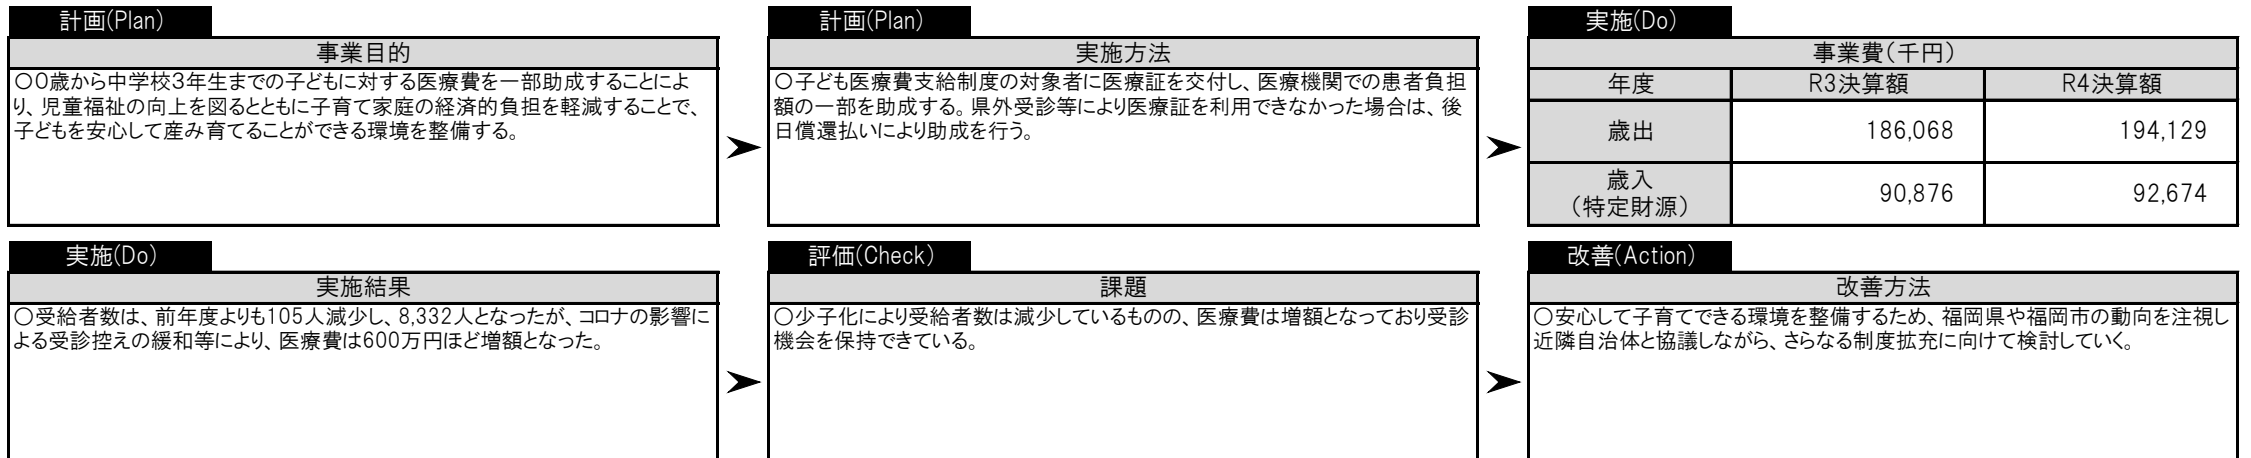 計画(Plan)
事業目的
〇０歳から中学校３年生までの子どもに対する医療費を一部助成することによ
り、児童福祉の向上を図るとともに子育て家庭の経済的負担を軽減することで、
子どもを安心して産み育てることができる環境を整備する。
計画(Plan)
実施方法
〇子ども医療費支給制度の対象者に医療証を交付し、医療機関での患者負担
額の一部を助成する。県外受診等により医療証を利用できなかった場合は、後
日償還払いにより助成を行う。
実施(Do)
事業費（千円）
年度 R3決算額 R4決算額
歳出 186,068 194,129
歳入
（特定財源） 90,876 92,674
実施(Do)
実施結果
〇受給者数は、前年度よりも105人減少し、8,332人となったが、コロナの影響に
よる受診控えの緩和等により、医療費は600万円ほど増額となった。
評価(Check)
課題
〇少子化により受給者数は減少しているものの、医療費は増額となっており受診
機会を保持できている。
改善(Action)
改善方法
〇安心して子育てできる環境を整備するため、福岡県や福岡市の動向を注視し
近隣自治体と協議しながら、さらなる制度拡充に向けて検討していく。